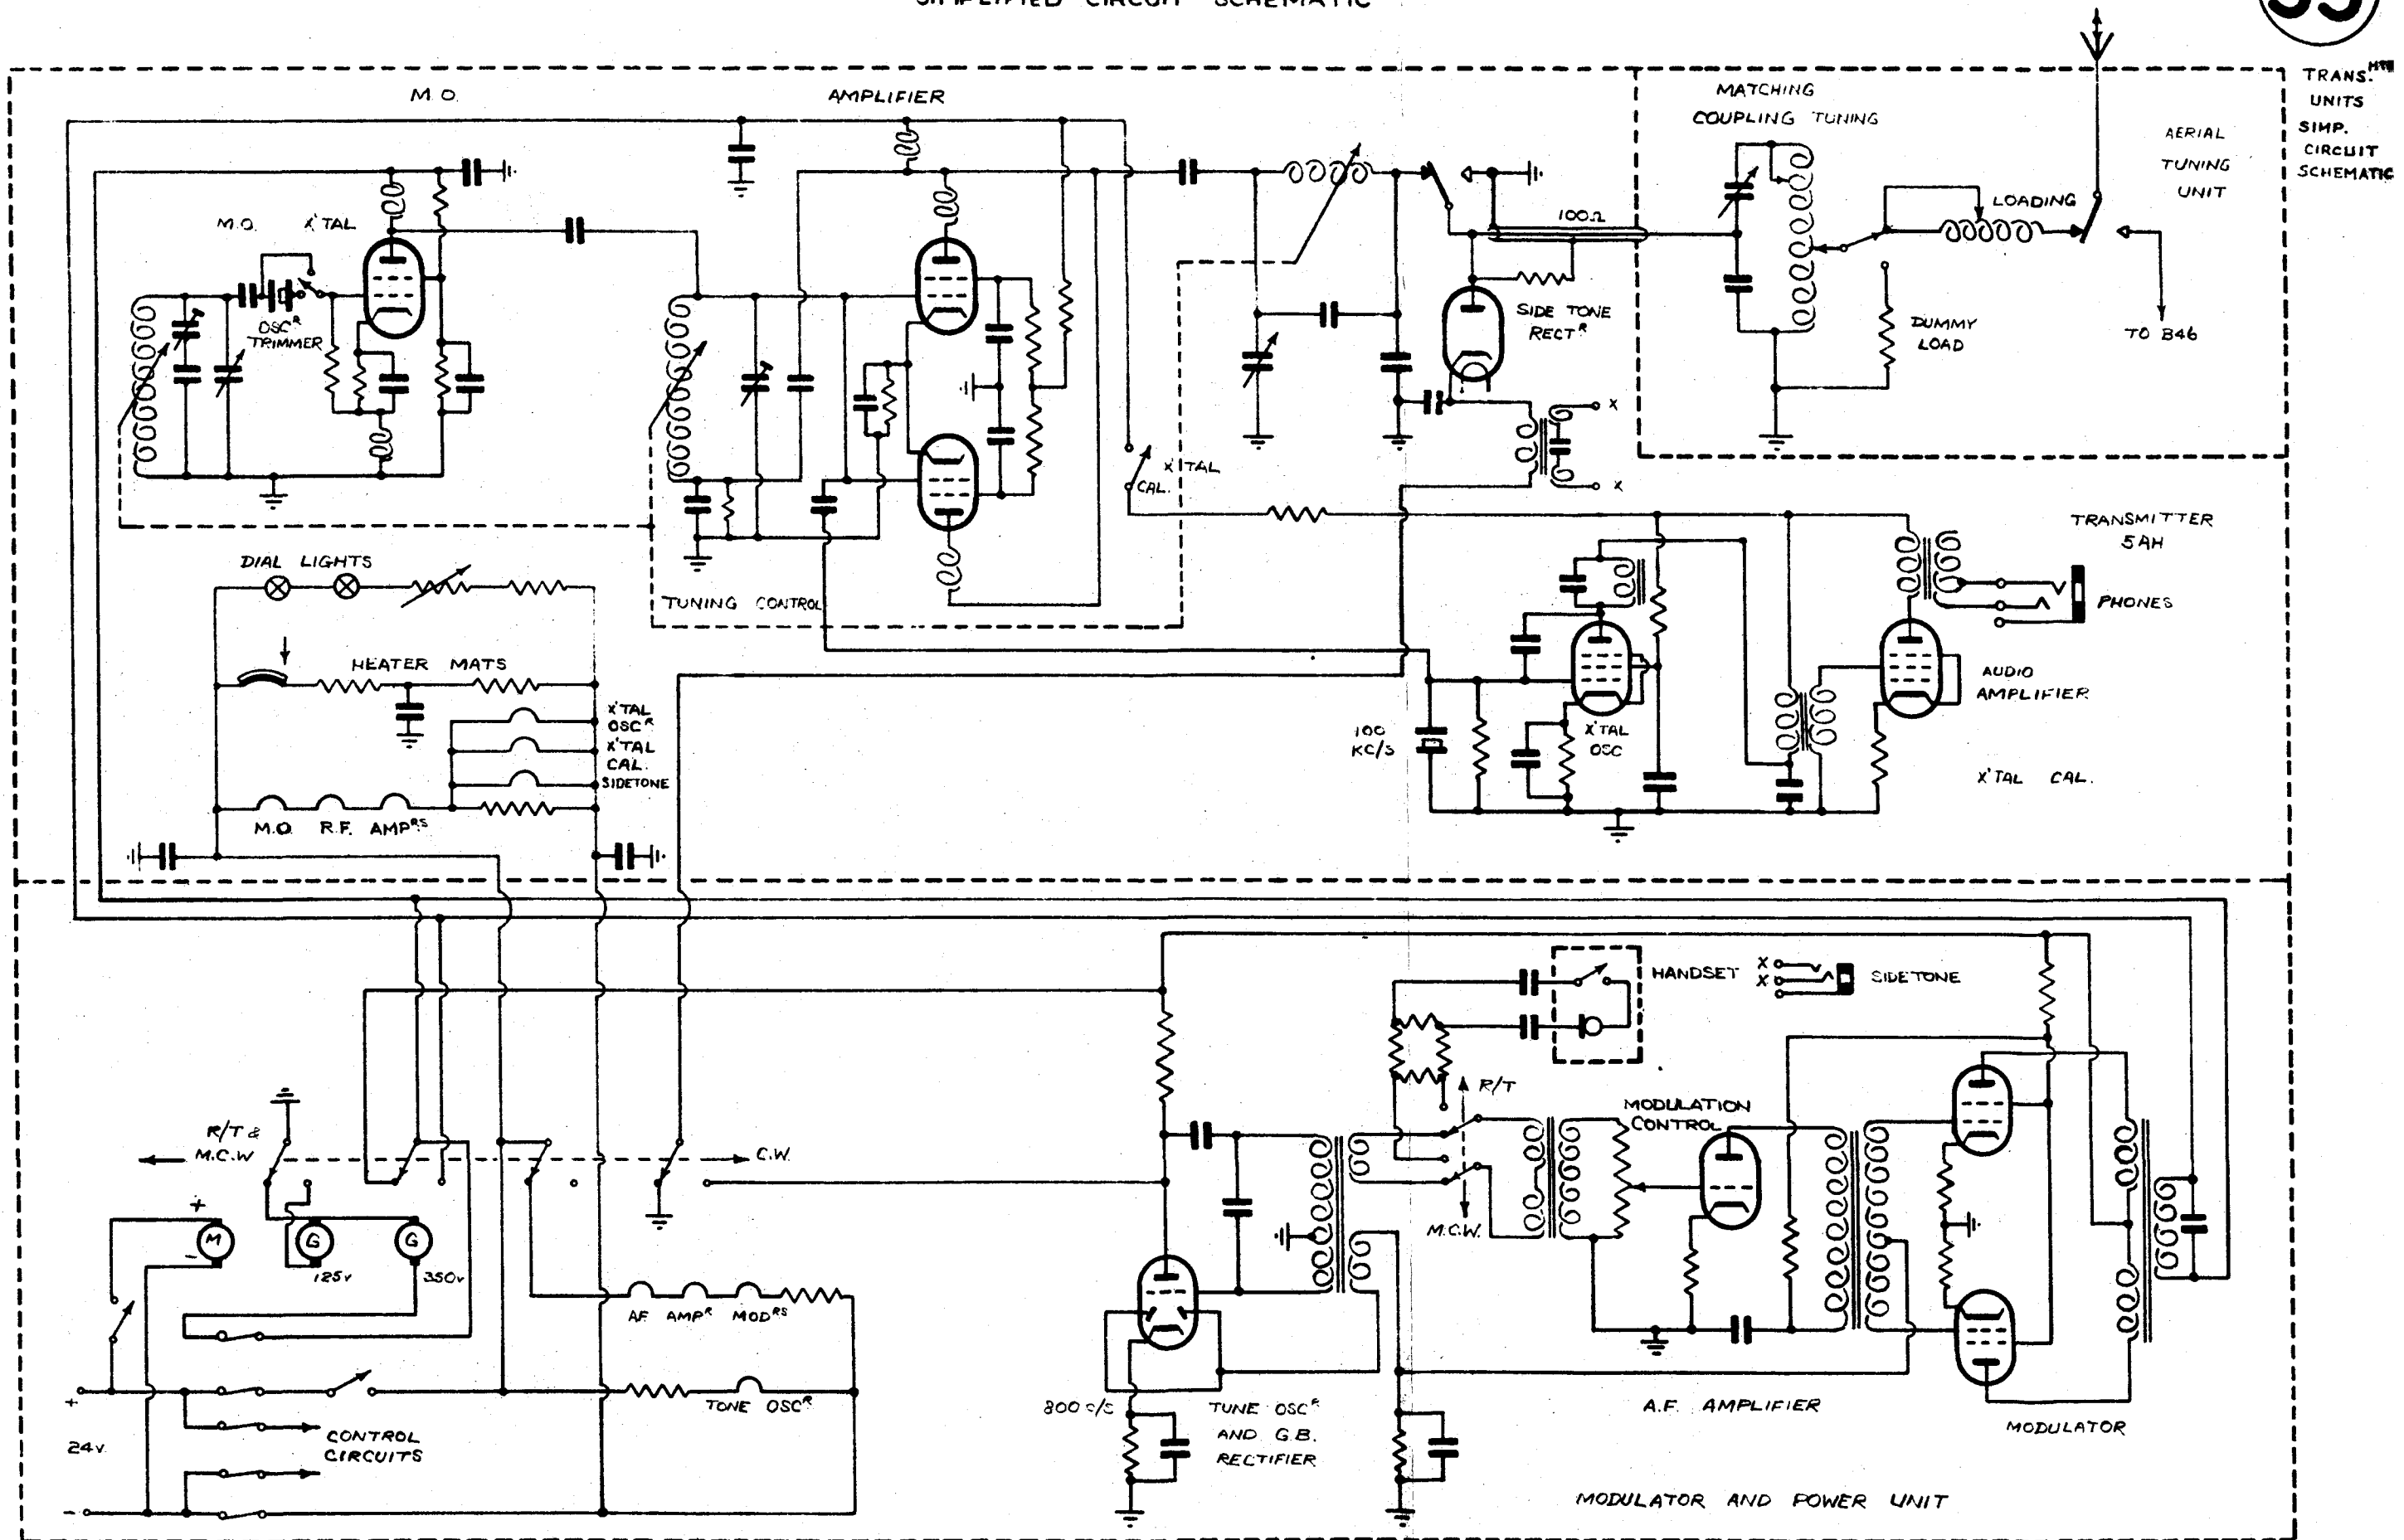 SIMPLIFIED CIRCUIT SCHEMATIC
TRANS.
UNITS
SIMP.
CIRCUIT
SCHEMATIC
M.O.
AMPLIFIER
MATCHING
COUPLING TUNING
AERIAL
TUNING
UNIT
M.O. X'TAL
OSCR
TRIMMER
100Ω
LOADING
SIDE TONE
RECTR
DUMMY
LOAD
TO B46
X
X
X'TAL
CAL.
TRANSMITTER
5AH
DIAL LIGHTS
TUNING CONTROL
PHONES
HEATER MATS
AUDIO
AMPLIFIER
X'TAL
OSCR
X'TAL
CAL.
SIDETONE
100
KC/S
X'TAL
OSC
X'TAL CAL.
M.O. R.F. AMPRS
HANDSET
X
X
SIDETONE
R/T
MODULATION
CONTROL
R/T &
M.C.W
C.W.
+
M
-
G
125v
G
350v
M.C.W.
AF AMPR MODRS
TONE OSCR
+
24v.
-
CONTROL
CIRCUITS
800 c/s
TUNE OSCR
AND G.B.
RECTIFIER
A.F. AMPLIFIER
MODULATOR
MODULATOR AND POWER UNIT